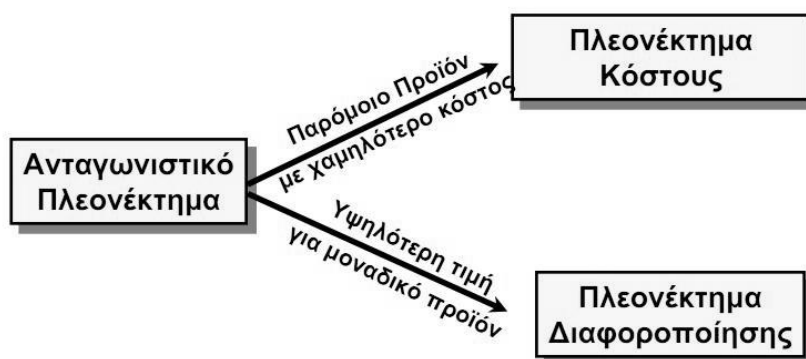 Ανταγωνιστικό
Πλεονέκτημα
Παρόμοιο Προϊόν
με χαμηλότερο κόστος
Πλεονέκτημα
Κόστους
Υψηλότερη τιμή
για μοναδικό προϊόν
Πλεονέκτημα
Διαφοροποίησης